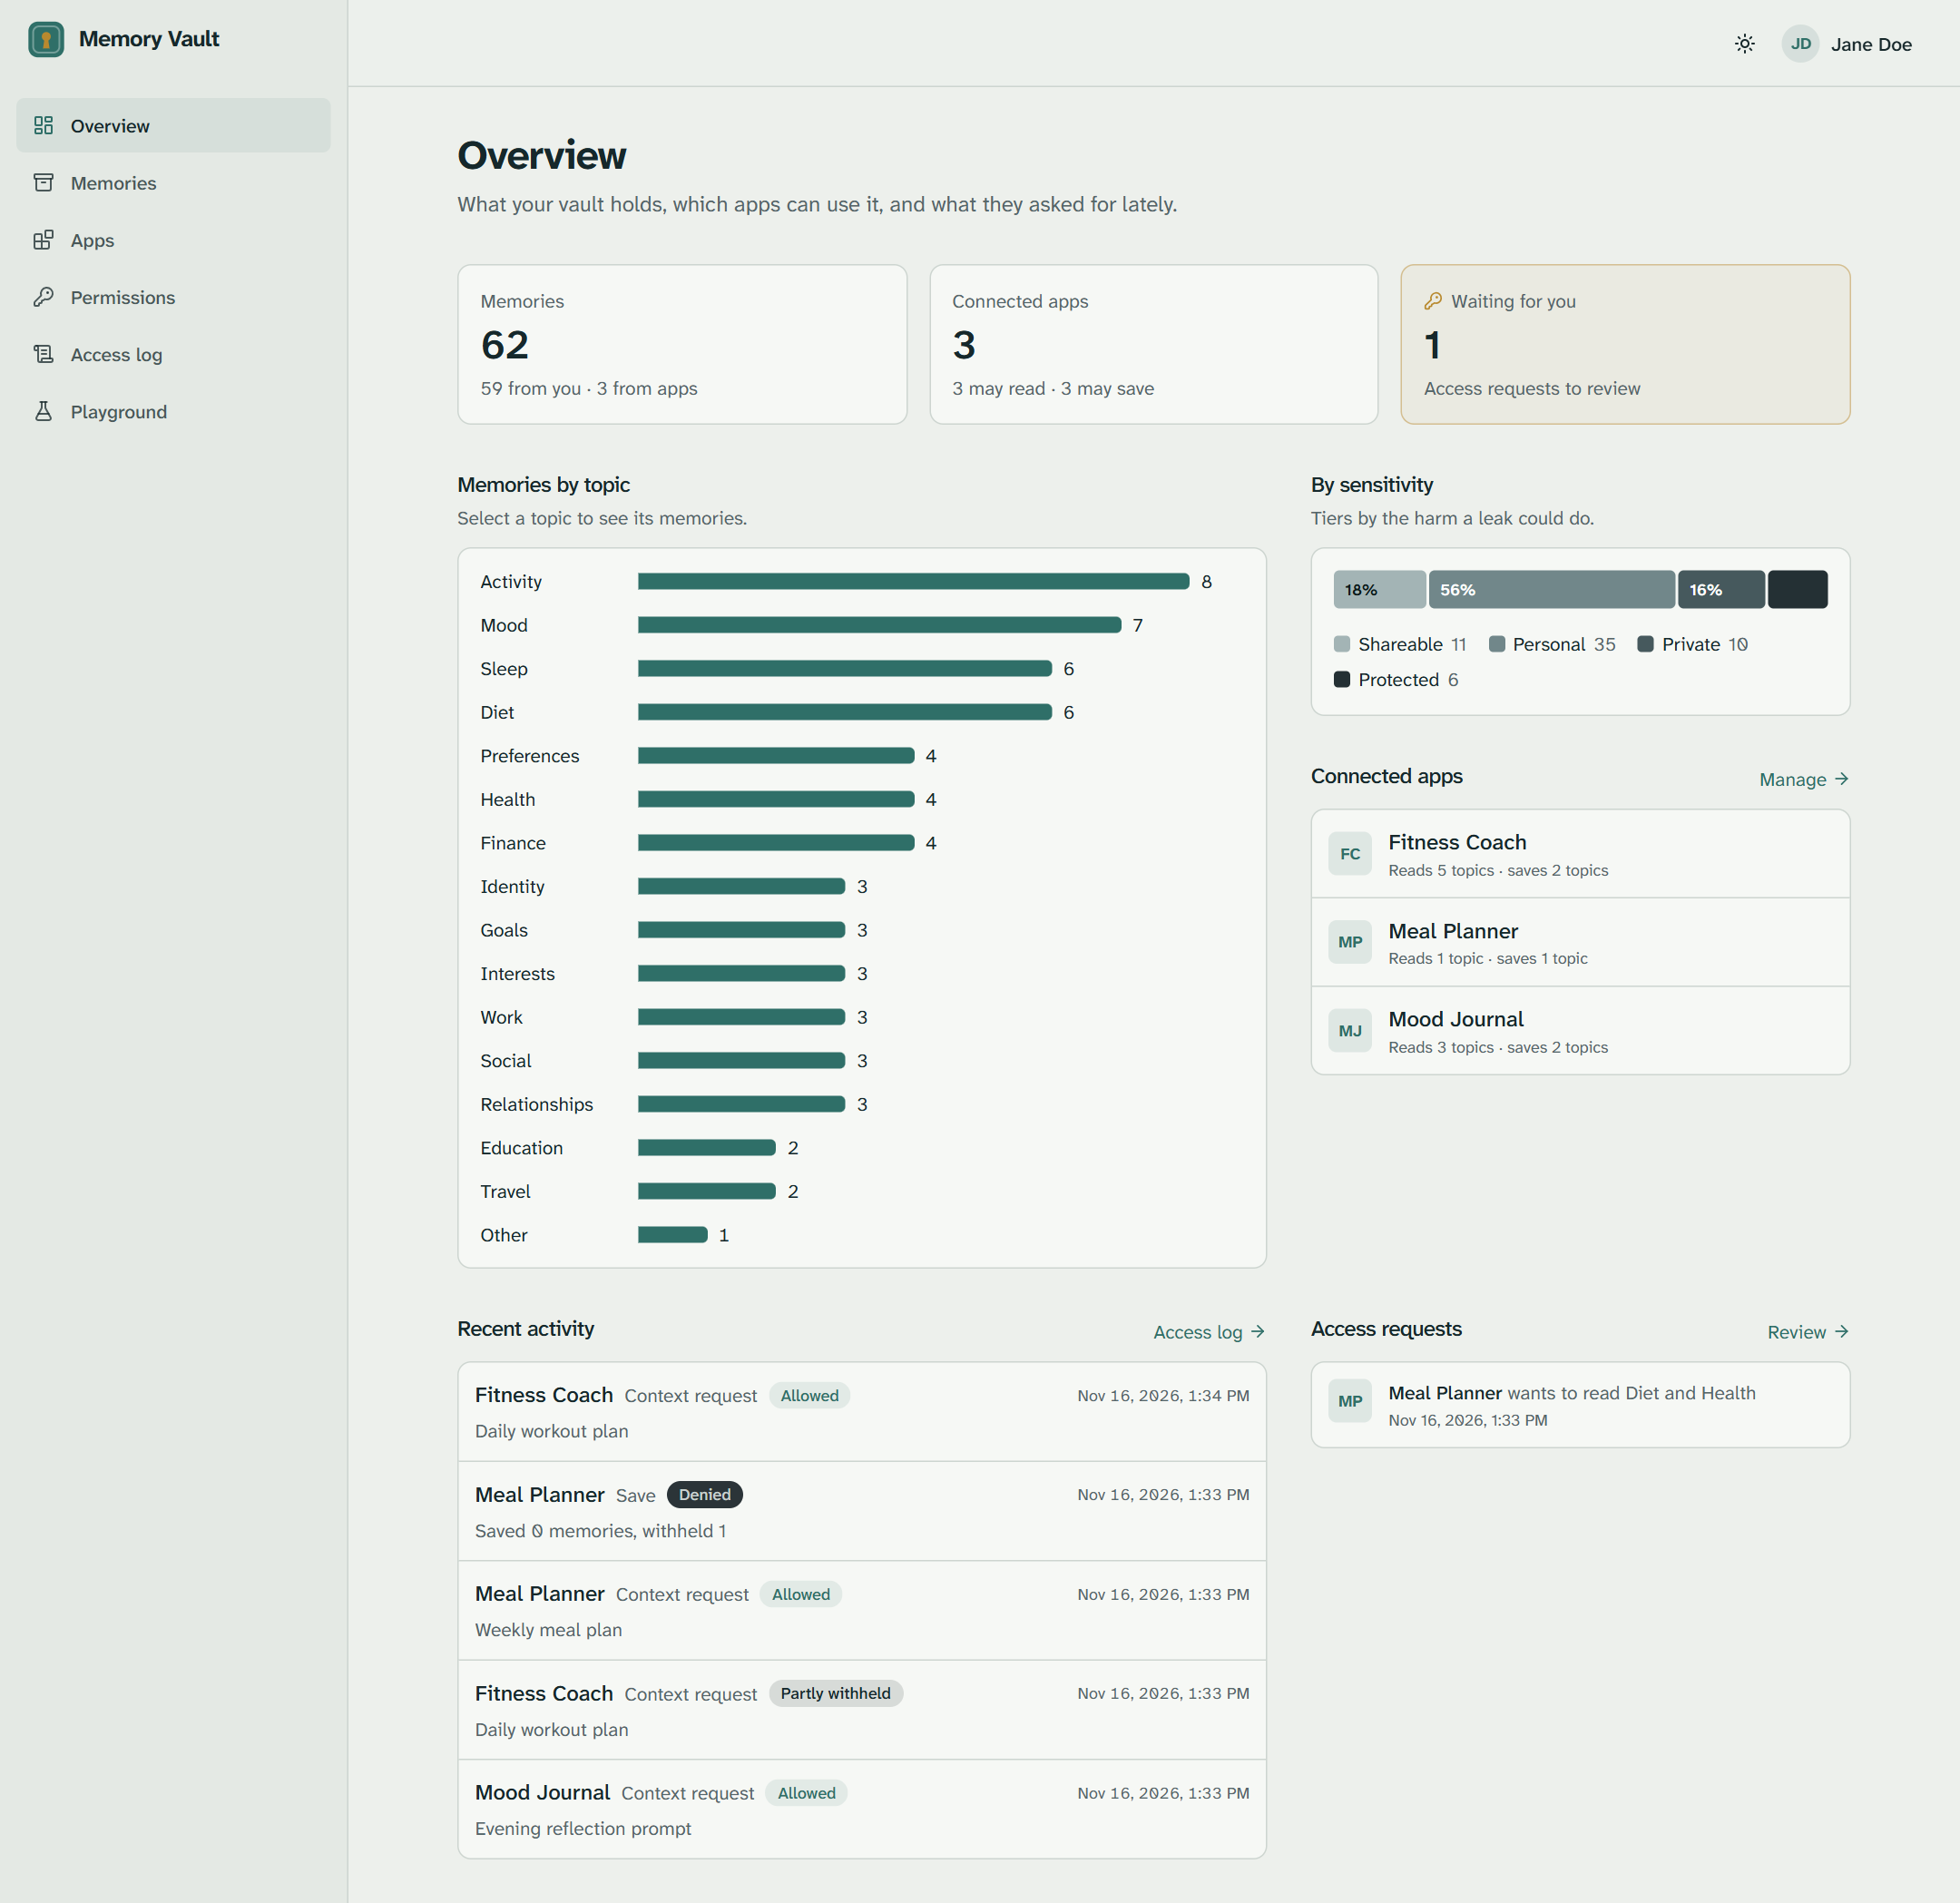 Memory Vault
JD Jane Doe
Overview
Memories
Apps
Permissions
Access log
Playground
Overview
What your vault holds, which apps can use it, and what they asked for lately.
Memories
62
59 from you · 3 from apps
Connected apps
3
3 may read · 3 may save
Waiting for you
1
Access requests to review
Memories by topic
Select a topic to see its memories.
Activity 8
Mood 7
Sleep 6
Diet 6
Preferences 4
Health 4
Finance 4
Identity 3
Goals 3
Interests 3
Work 3
Social 3
Relationships 3
Education 2
Travel 2
Other 1
By sensitivity
Tiers by the harm a leak could do.
18% 56% 16%
Shareable 11 Personal 35 Private 10
Protected 6
Connected apps Manage →
FC
Fitness Coach
Reads 5 topics · saves 2 topics
MP
Meal Planner
Reads 1 topic · saves 1 topic
MJ
Mood Journal
Reads 3 topics · saves 2 topics
Recent activity Access log →
Fitness Coach Context request Allowed Nov 16, 2026, 1:34 PM
Daily workout plan
Meal Planner Save Denied Nov 16, 2026, 1:33 PM
Saved 0 memories, withheld 1
Meal Planner Context request Allowed Nov 16, 2026, 1:33 PM
Weekly meal plan
Fitness Coach Context request Partly withheld Nov 16, 2026, 1:33 PM
Daily workout plan
Mood Journal Context request Allowed Nov 16, 2026, 1:33 PM
Evening reflection prompt
Access requests Review →
MP
Meal Planner wants to read Diet and Health
Nov 16, 2026, 1:33 PM